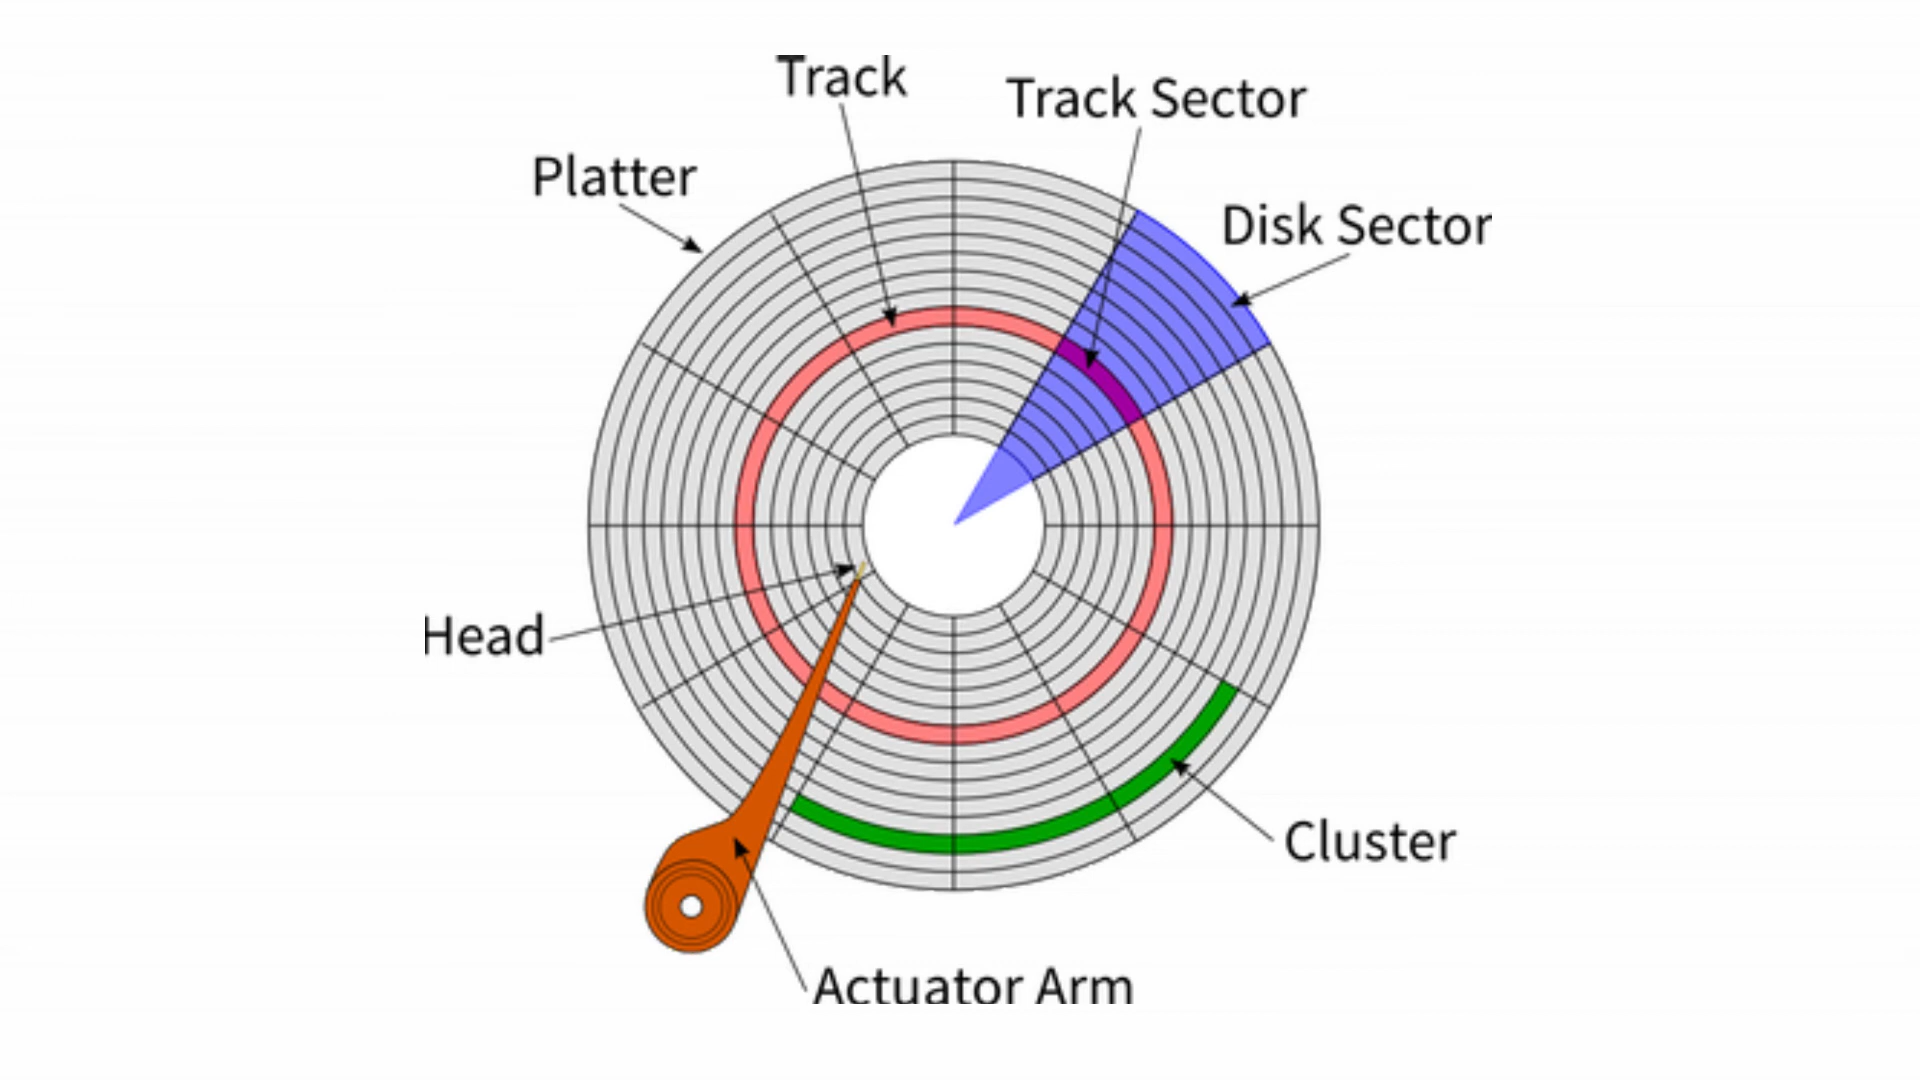 Track
Track Sector
Platter
Disk Sector
Head
Cluster
Actuator Arm